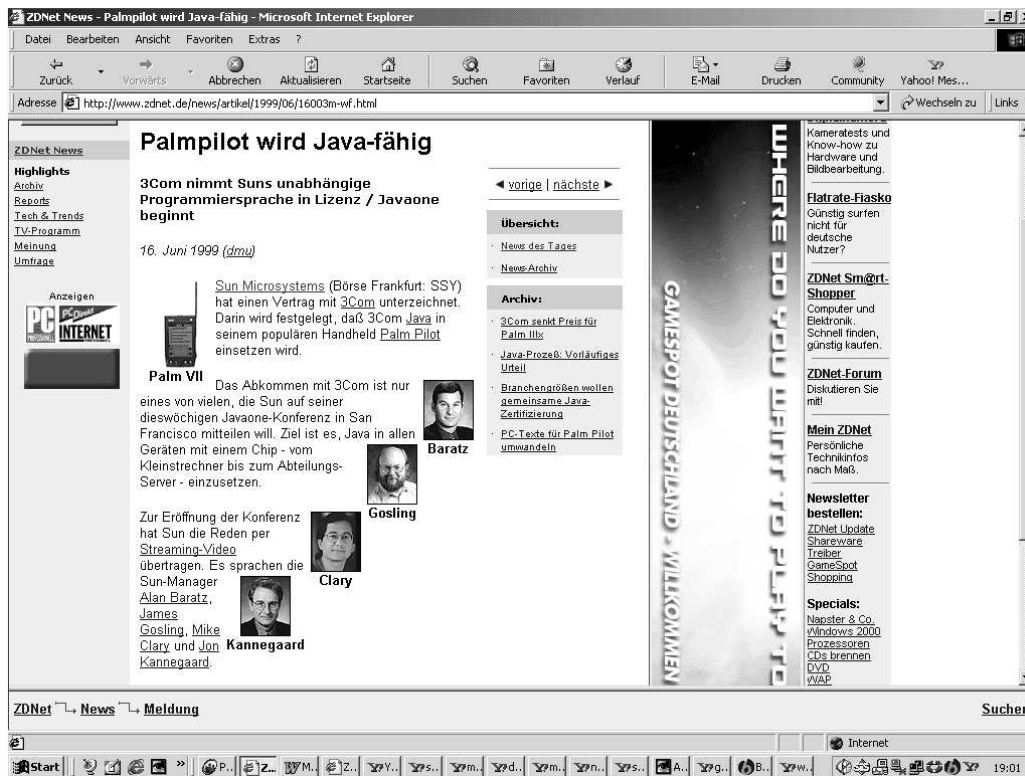 ZDNet News - Palmpilot wird Java-fähig - Microsoft Internet Explorer
Datei Bearbeiten Ansicht Favoriten Extras ?
Zurück Vorwärts Abbrechen Aktualisieren Startseite Suchen Favoriten Verlauf E-Mail Drucken Community Yahoo! Mes...
Adresse http://www.zdnet.de/news/artikel/1999/06/16003m-wf.html Wechseln zu Links
ZDNet News
Highlights
Archiv
Reports
Tech & Trends
TV-Programm
Meinung
Umfrage
Anzeigen
PC
PROFESSIONELL
PC Direkt
INTERNET
Palmpilot wird Java-fähig
3Com nimmt Suns unabhängige
Programmiersprache in Lizenz / Javaone
beginnt
16. Juni 1999 (dmu)
Sun Microsystems (Börse Frankfurt: SSY)
hat einen Vertrag mit 3Com unterzeichnet.
Darin wird festgelegt, daß 3Com Java in
seinem populären Handheld Palm Pilot
einsetzen wird.
Palm VII
Das Abkommen mit 3Com ist nur
eines von vielen, die Sun auf seiner
dieswöchigen Javaone-Konferenz in San
Francisco mitteilen will. Ziel ist es, Java in allen
Geräten mit einem Chip - vom
Kleinstrechner bis zum Abteilungs-
Server - einzusetzen.
Baratz
Gosling
Zur Eröffnung der Konferenz
hat Sun die Reden per
Streaming-Video
übertragen. Es sprachen die
Sun-Manager
Alan Baratz,
James
Gosling, Mike
Clary und Jon
Kannegaard.
Clary
Kannegaard
◄ vorige | nächste ►
Übersicht:
· News des Tages
· News-Archiv
Archiv:
· 3Com senkt Preis für
Palm IIIx
· Java-Prozeß: Vorläufiges
Urteil
· Branchengrößen wollen
gemeinsame Java-
Zertifizierung
· PC-Texte für Palm Pilot
umwandeln
WHERE DO YOU WANT TO PLAY TO
GAMESPOT DEUTSCHLAND - WILLKOMMEN
Kameratests und
Know-how zu
Hardware und
Bildbearbeitung.
Flatrate-Fiasko
Günstig surfen
nicht für
deutsche
Nutzer?
ZDNet Sm@rt-
Shopper
Computer und
Elektronik.
Schnell finden,
günstig kaufen.
ZDNet-Forum
Diskutieren Sie
mit!
Mein ZDNet
Persönliche
Technikinfos
nach Maß.
Newsletter
bestellen:
ZDNet Update
Shareware
Treiber
GameSpot
Shopping
Specials:
Napster & Co.
Windows 2000
Prozessoren
CDs brennen
DVD
WAP
ZDNet News Meldung
Suchen
Internet
Start » P.. Z... M.. Z.. Y.. s.. m.. d.. m.. n.. s.. A.. g.. B.. w.. 19:01